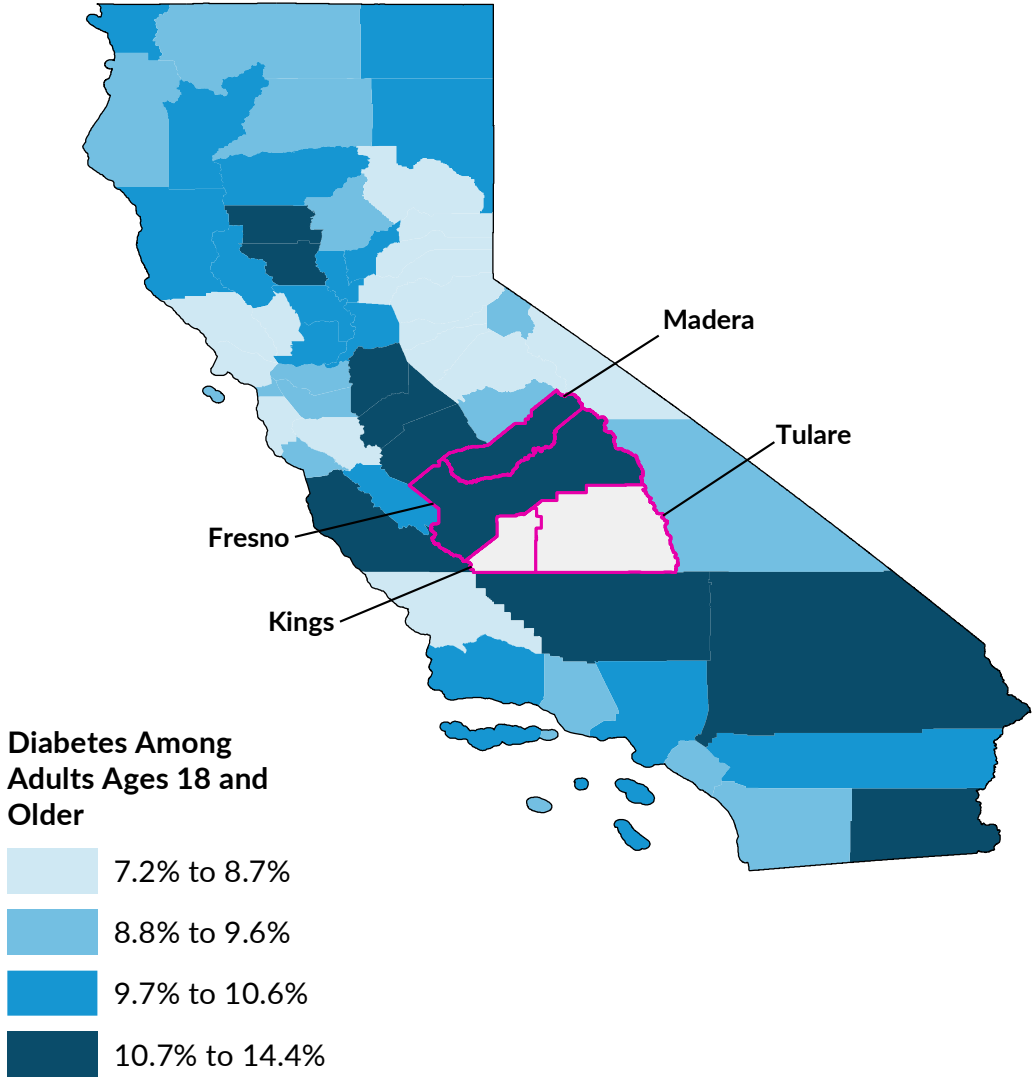 Madera
Tulare
Fresno
Kings
Diabetes Among
Adults Ages 18 and
Older
7.2% to 8.7%
8.8% to 9.6%
9.7% to 10.6%
10.7% to 14.4%